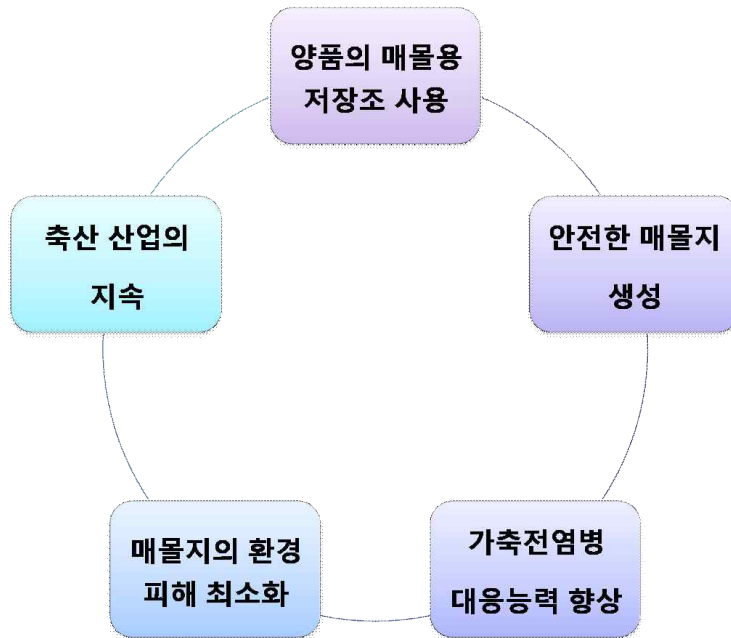 양품의 매몰용
저장조 사용
안전한 매몰지
생성
가축전염병
대응능력 향상
매몰지의 환경
피해 최소화
축산 산업의
지속